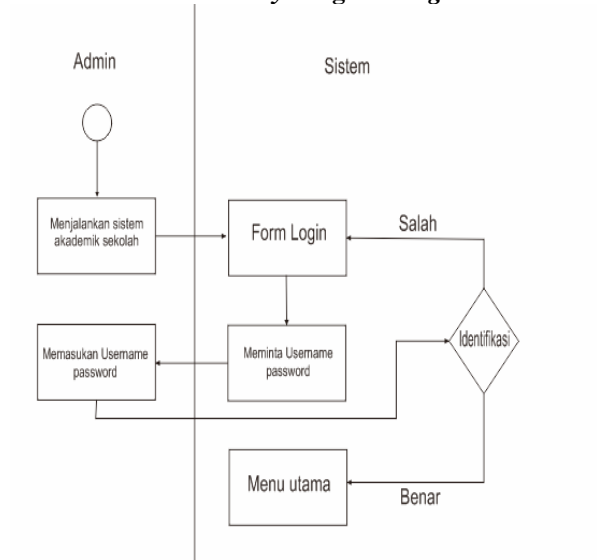 Admin
Sistem
Menjalankan sistem
akademik sekolah
Form Login
Salah
Identifikasi
Memasukan Username
password
Meminta Username
password
Menu utama
Benar